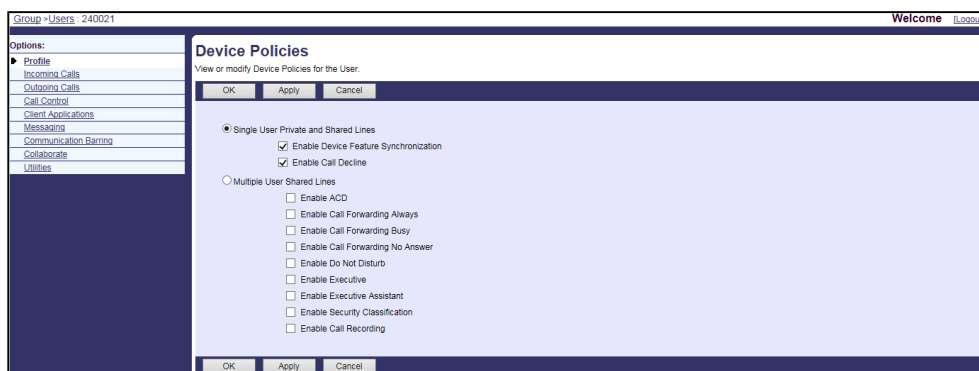 Group >Users : 240021
Welcome [Logou
Options:
Profile
Incoming Calls
Outgoing Calls
Call Control
Client Applications
Messaging
Communication Barring
Collaborate
Utilities
Device Policies
View or modify Device Policies for the User.
OK Apply Cancel
Single User Private and Shared Lines
Enable Device Feature Synchronization
Enable Call Decline
Multiple User Shared Lines
Enable ACD
Enable Call Forwarding Always
Enable Call Forwarding Busy
Enable Call Forwarding No Answer
Enable Do Not Disturb
Enable Executive
Enable Executive Assistant
Enable Security Classification
Enable Call Recording
OK Apply Cancel